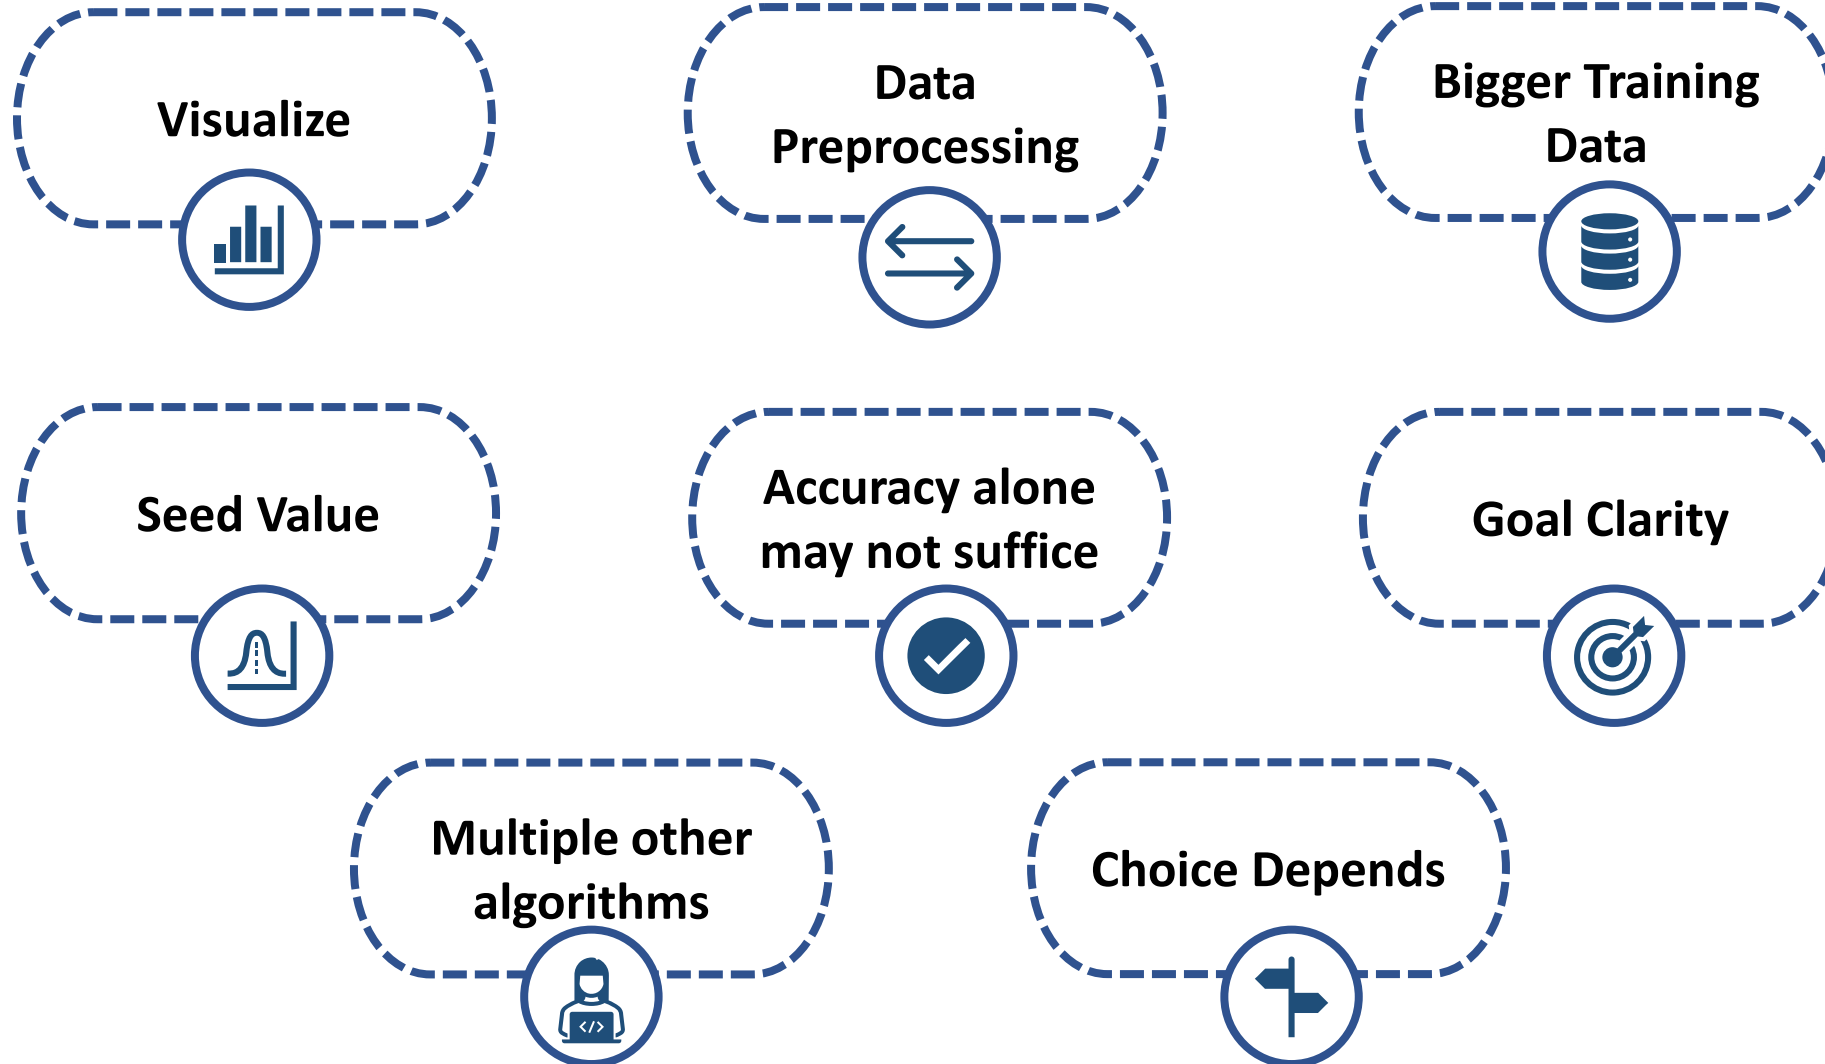 Visualize
Data
Preprocessing
Bigger Training
Data
Seed Value
Accuracy alone
may not suffice
Goal Clarity
Multiple other
algorithms
</>
Choice Depends